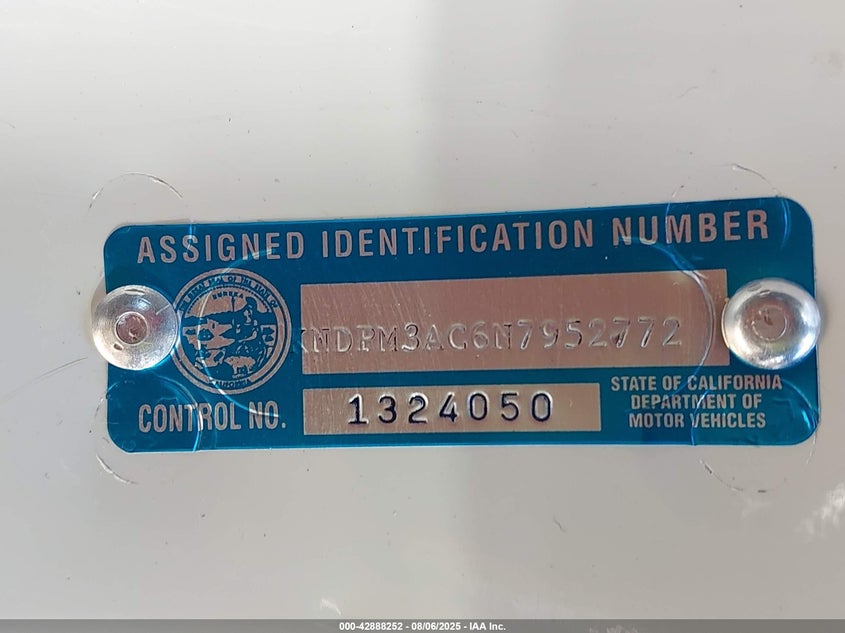 ASSIGNED IDENTIFICATION NUMBER
EUREKA
KNDPM3AC6N7952772
CONTROL NO. 1324050
STATE OF CALIFORNIA
DEPARTMENT OF
MOTOR VEHICLES
000-42888252 - 08/06/2025 - IAA Inc.